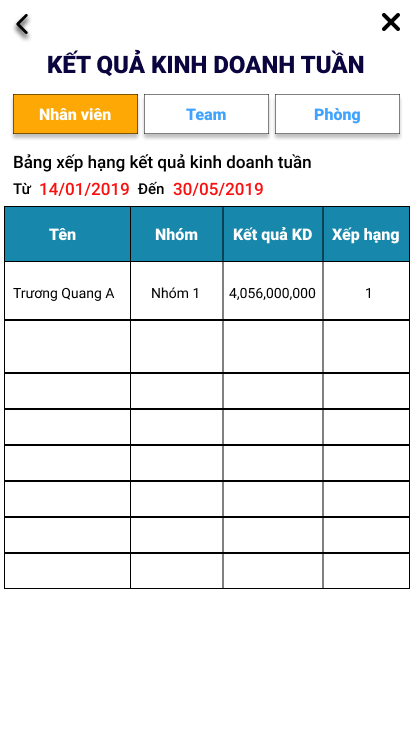 KẾT QUẢ KINH DOANH TUẦN
Nhân viên Team Phòng
Bảng xếp hạng kết quả kinh doanh tuần
Từ 14/01/2019 Đến 30/05/2019
Tên Nhóm Kết quả KD Xếp hạng
Trương Quang A Nhóm 1 4,056,000,000 1